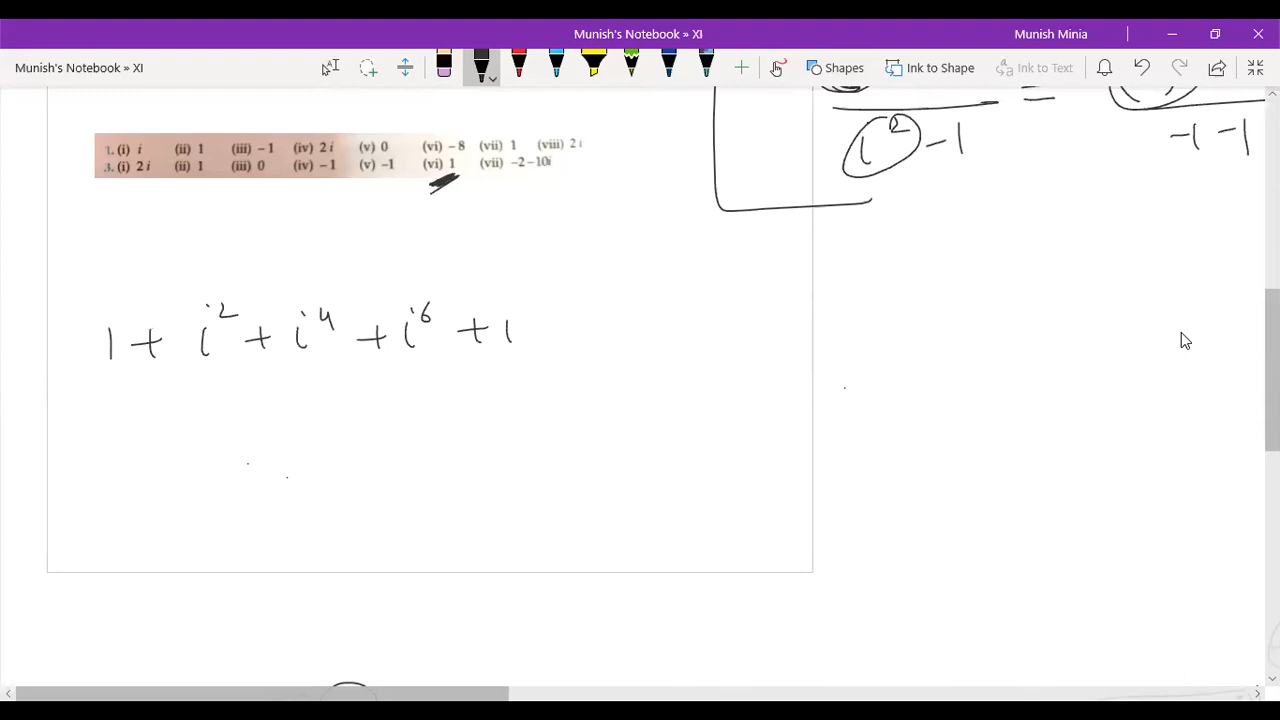 Munish's Notebook » XI
Munish Minia
Munish's Notebook » XI
Shapes
Ink to Shape
Ink to Text
i² - 1
=
-1 -1
1. (i) i (ii) 1 (iii) -1 (iv) 2i (v) 0 (vi) -8 (vii) 1 (viii) 2i
3. (i) 2i (ii) 1 (iii) 0 (iv) -1 (v) -1 (vi) 1 (vii) -2-10i
1 + i² + i⁴ + i⁶ + 1